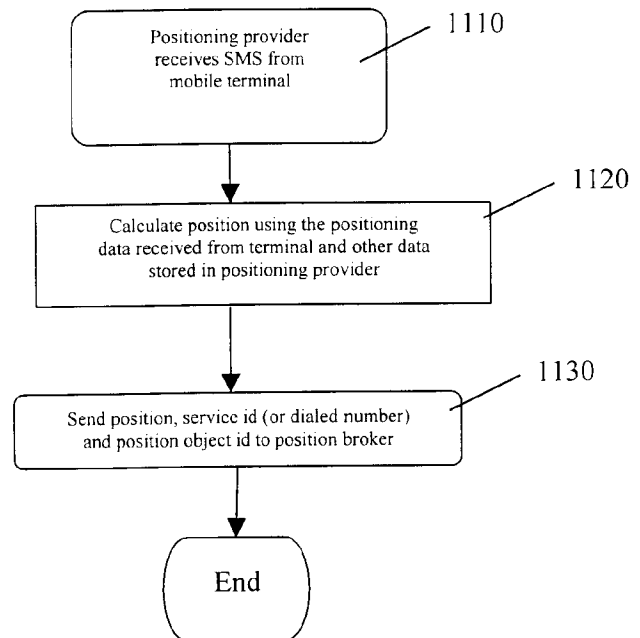 Positioning provider
receives SMS from
mobile terminal
1110
Calculate position using the positioning
data received from terminal and other data
stored in positioning provider
1120
Send position, service id (or dialed number)
and position object id to position broker
1130
End